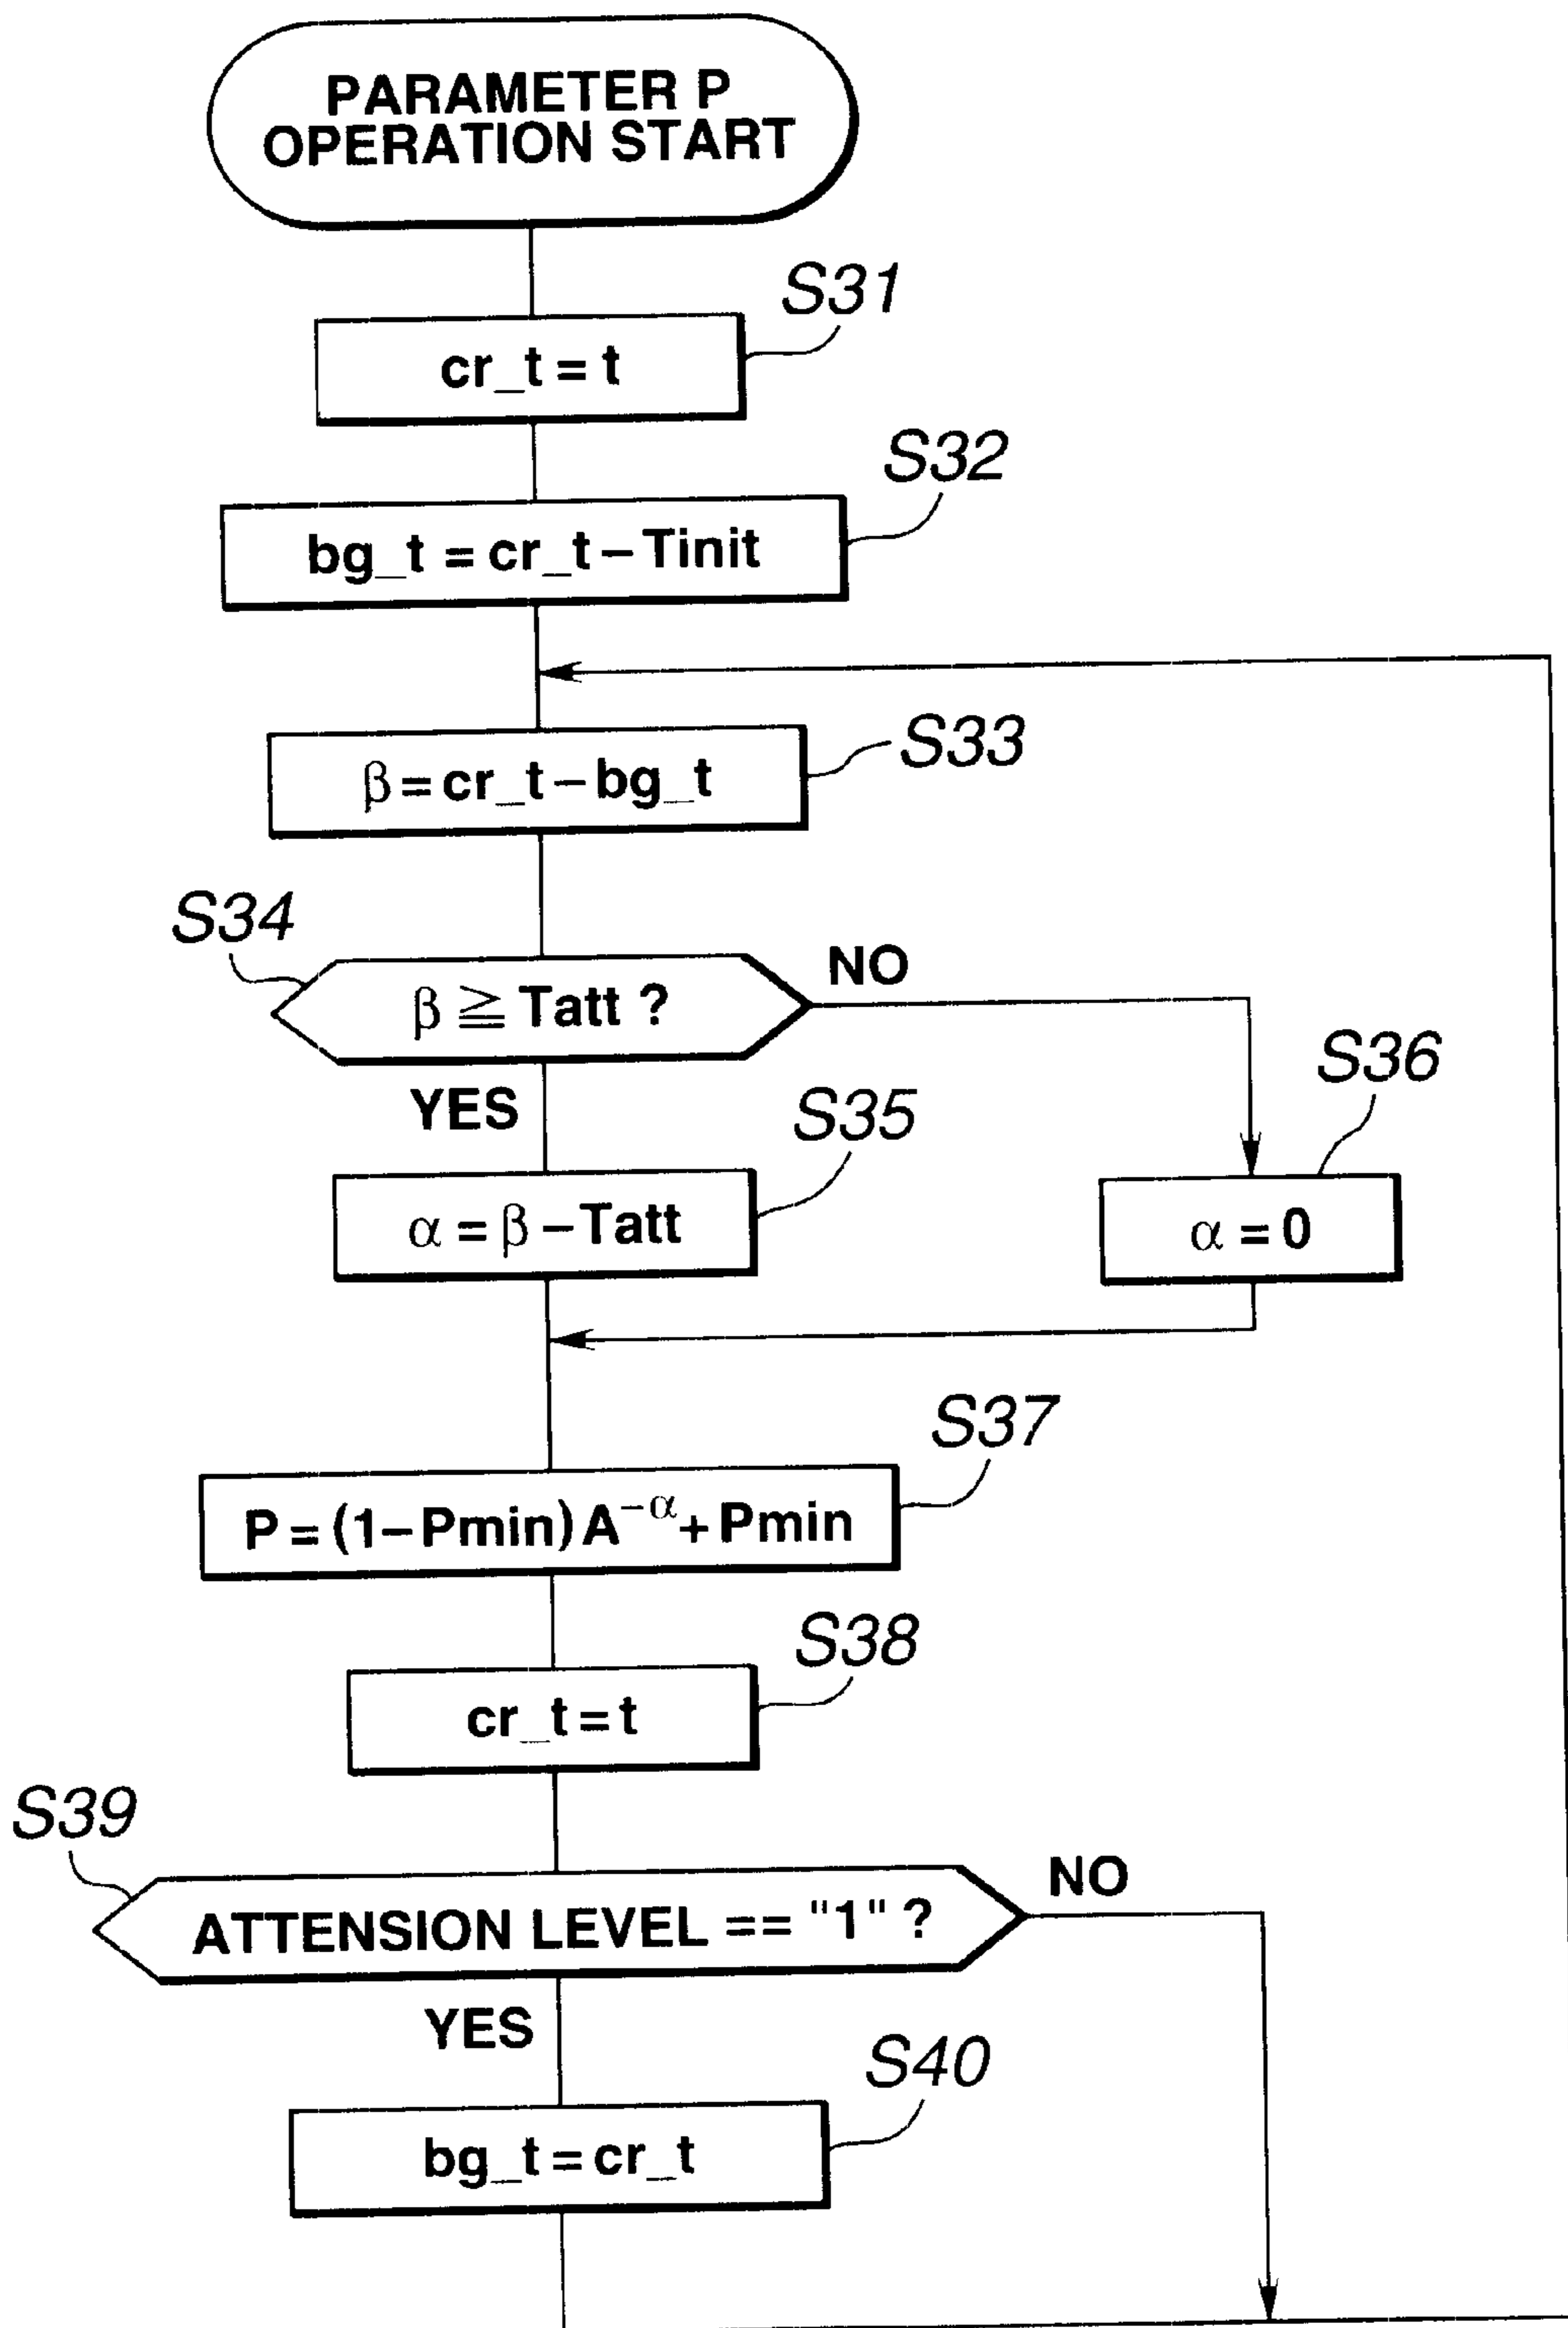 PARAMETER P
OPERATION START
S31
cr_t = t
S32
bg_t = cr_t − Tinit
S33
β = cr_t − bg_t
S34
β ≧ Tatt ?
NO
YES
S35
S36
α = β − Tatt
α = 0
S37
P = (1−Pmin) A^−α + Pmin
S38
cr_t = t
S39
ATTENSION LEVEL == "1" ?
NO
YES
S40
bg_t = cr_t